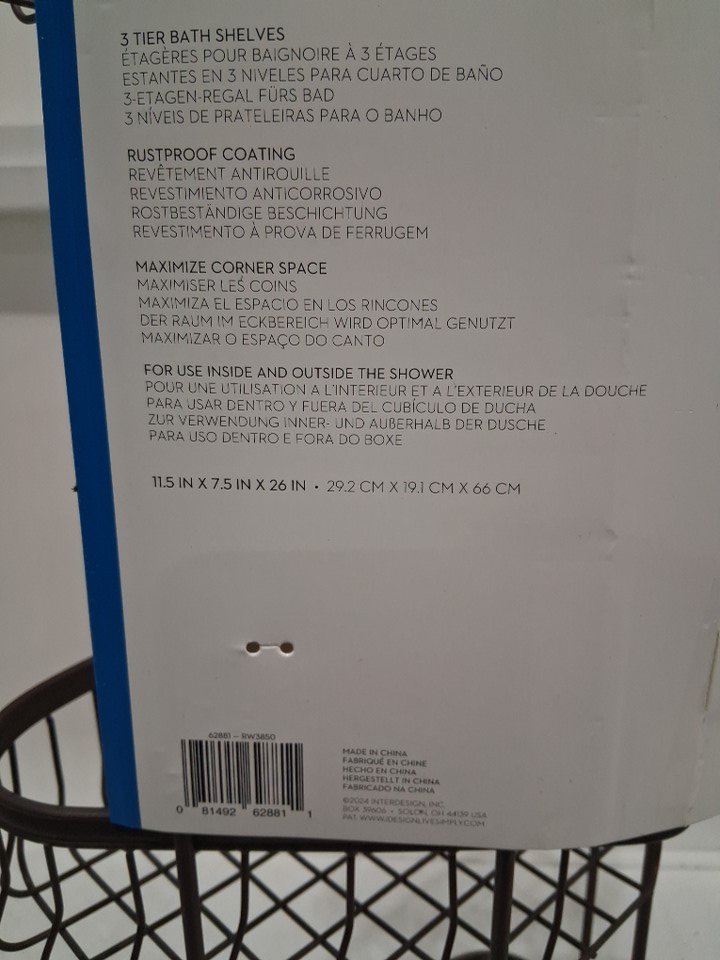 3 TIER BATH SHELVES
ÉTAGÈRES POUR BAIGNOIRE À 3 ÉTAGES
ESTANTES EN 3 NIVELES PARA CUARTO DE BAÑO
3-ETAGEN-REGAL FÜRS BAD
3 NÍVEIS DE PRATELEIRAS PARA O BANHO
RUSTPROOF COATING
REVÊTEMENT ANTIROUILLE
REVESTIMIENTO ANTICORROSIVO
ROSTBESTÄNDIGE BESCHICHTUNG
REVESTIMENTO À PROVA DE FERRUGEM
MAXIMIZE CORNER SPACE
MAXIMISER LES COINS
MAXIMIZA EL ESPACIO EN LOS RINCONES
DER RAUM IM ECKBEREICH WIRD OPTIMAL GENUTZT
MAXIMIZAR O ESPAÇO DO CANTO
FOR USE INSIDE AND OUTSIDE THE SHOWER
POUR UNE UTILISATION A L'INTERIEUR ET A L'EXTERIEUR DE LA DOUCHE
PARA USAR DENTRO Y FUERA DEL CUBÍCULO DE DUCHA
ZUR VERWENDUNG INNER- UND AUßERHALB DER DUSCHE
PARA USO DENTRO E FORA DO BOXE
11.5 IN X 7.5 IN X 26 IN • 29.2 CM X 19.1 CM X 66 CM
62881 – RW3850
0 81492 62881 1
MADE IN CHINA
FABRIQUÉ EN CHINE
HECHO EN CHINA
HERGESTELLT IN CHINA
FABRICADO NA CHINA
©2024 INTERDESIGN, INC.
BOX 39606 • SOLON, OH 44139 USA
PAT. WWW.IDESIGNLIVESIMPLY.COM